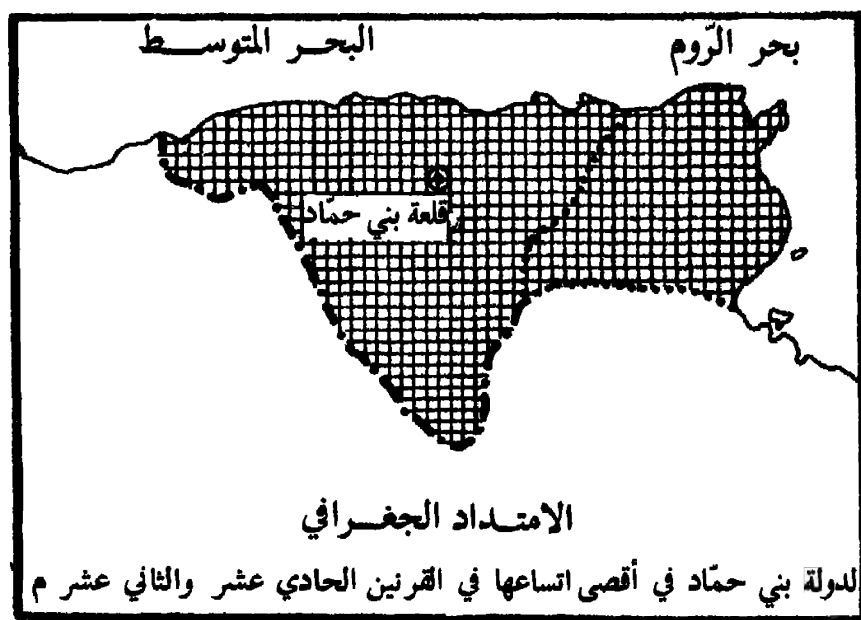 بحر الرّوم البحر المتوسط
قلعة بني حمّاد
الامتداد الجغرافي
لدولة بني حمّاد في أقصى اتساعها في القرنين الحادي عشر والثاني عشر م